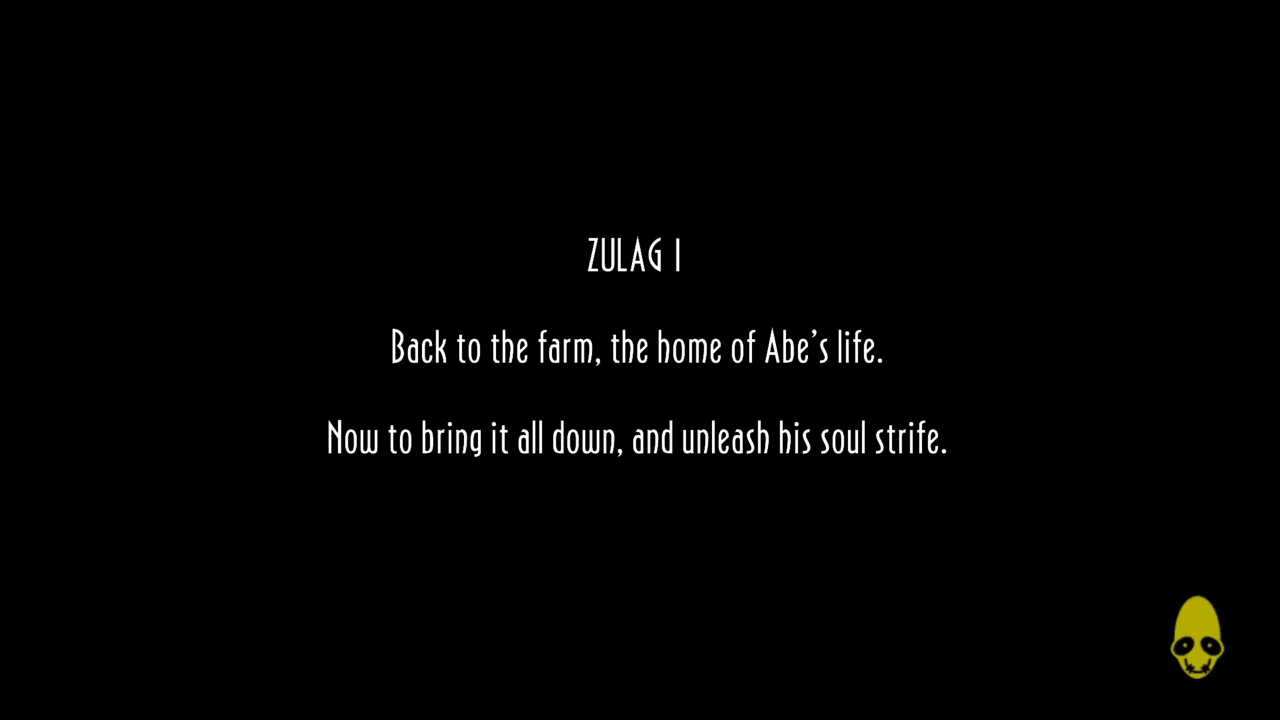 ZULAG 1
Back to the farm, the home of Abe’s life.
Now to bring it all down, and unleash his soul strife.